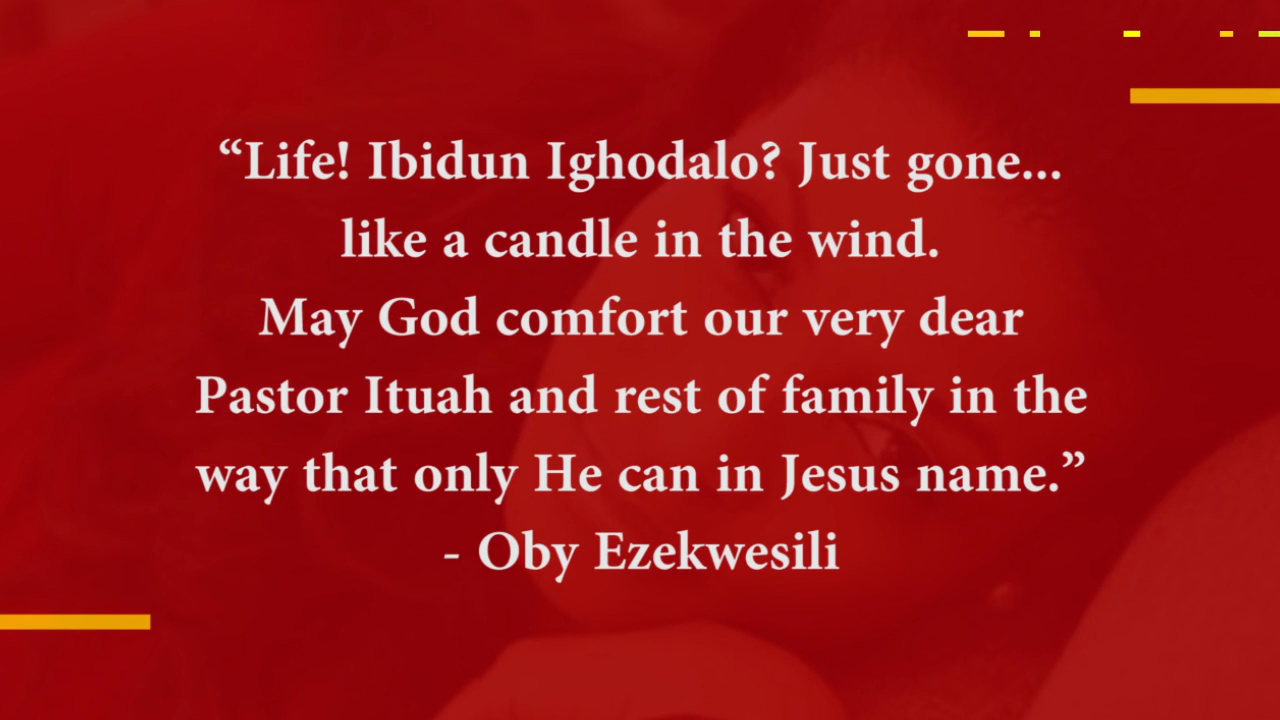 “Life! Ibidun Ighodalo? Just gone...
like a candle in the wind.
May God comfort our very dear
Pastor Ituah and rest of family in the
way that only He can in Jesus name.”
- Oby Ezekwesili